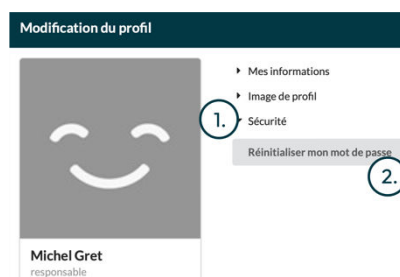 Modification du profil
Mes informations
Image de profil
1.
Sécurité
Réinitialiser mon mot de passe
2.
Michel Gret
responsable